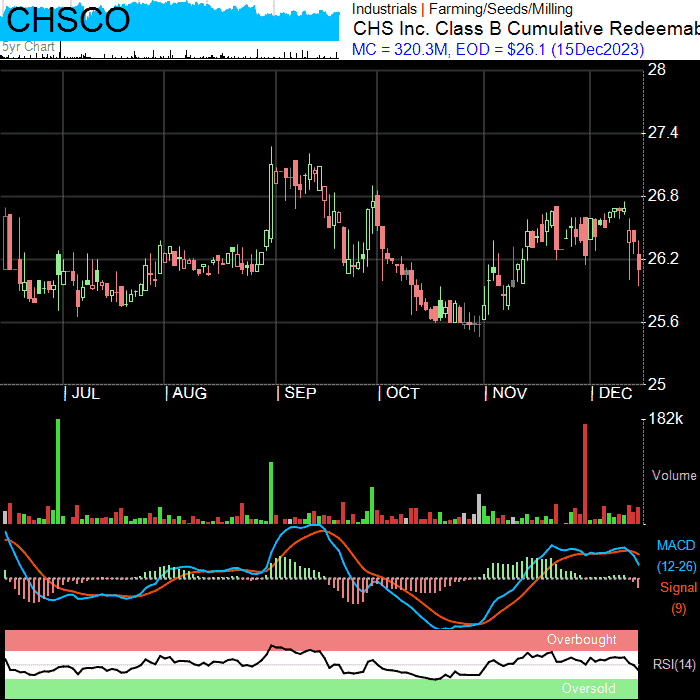 CHSCO
5yr Chart
Industrials | Farming/Seeds/Milling
CHS Inc. Class B Cumulative Redeemab
MC = 320.3M, EOD = $26.1 (15Dec2023)
28
27.4
26.8
26.2
25.6
25
| JUL | AUG | SEP | OCT | NOV | DEC
182k
Volume
MACD
(12-26)
Signal
(9)
Overbought
RSI(14)
Oversold